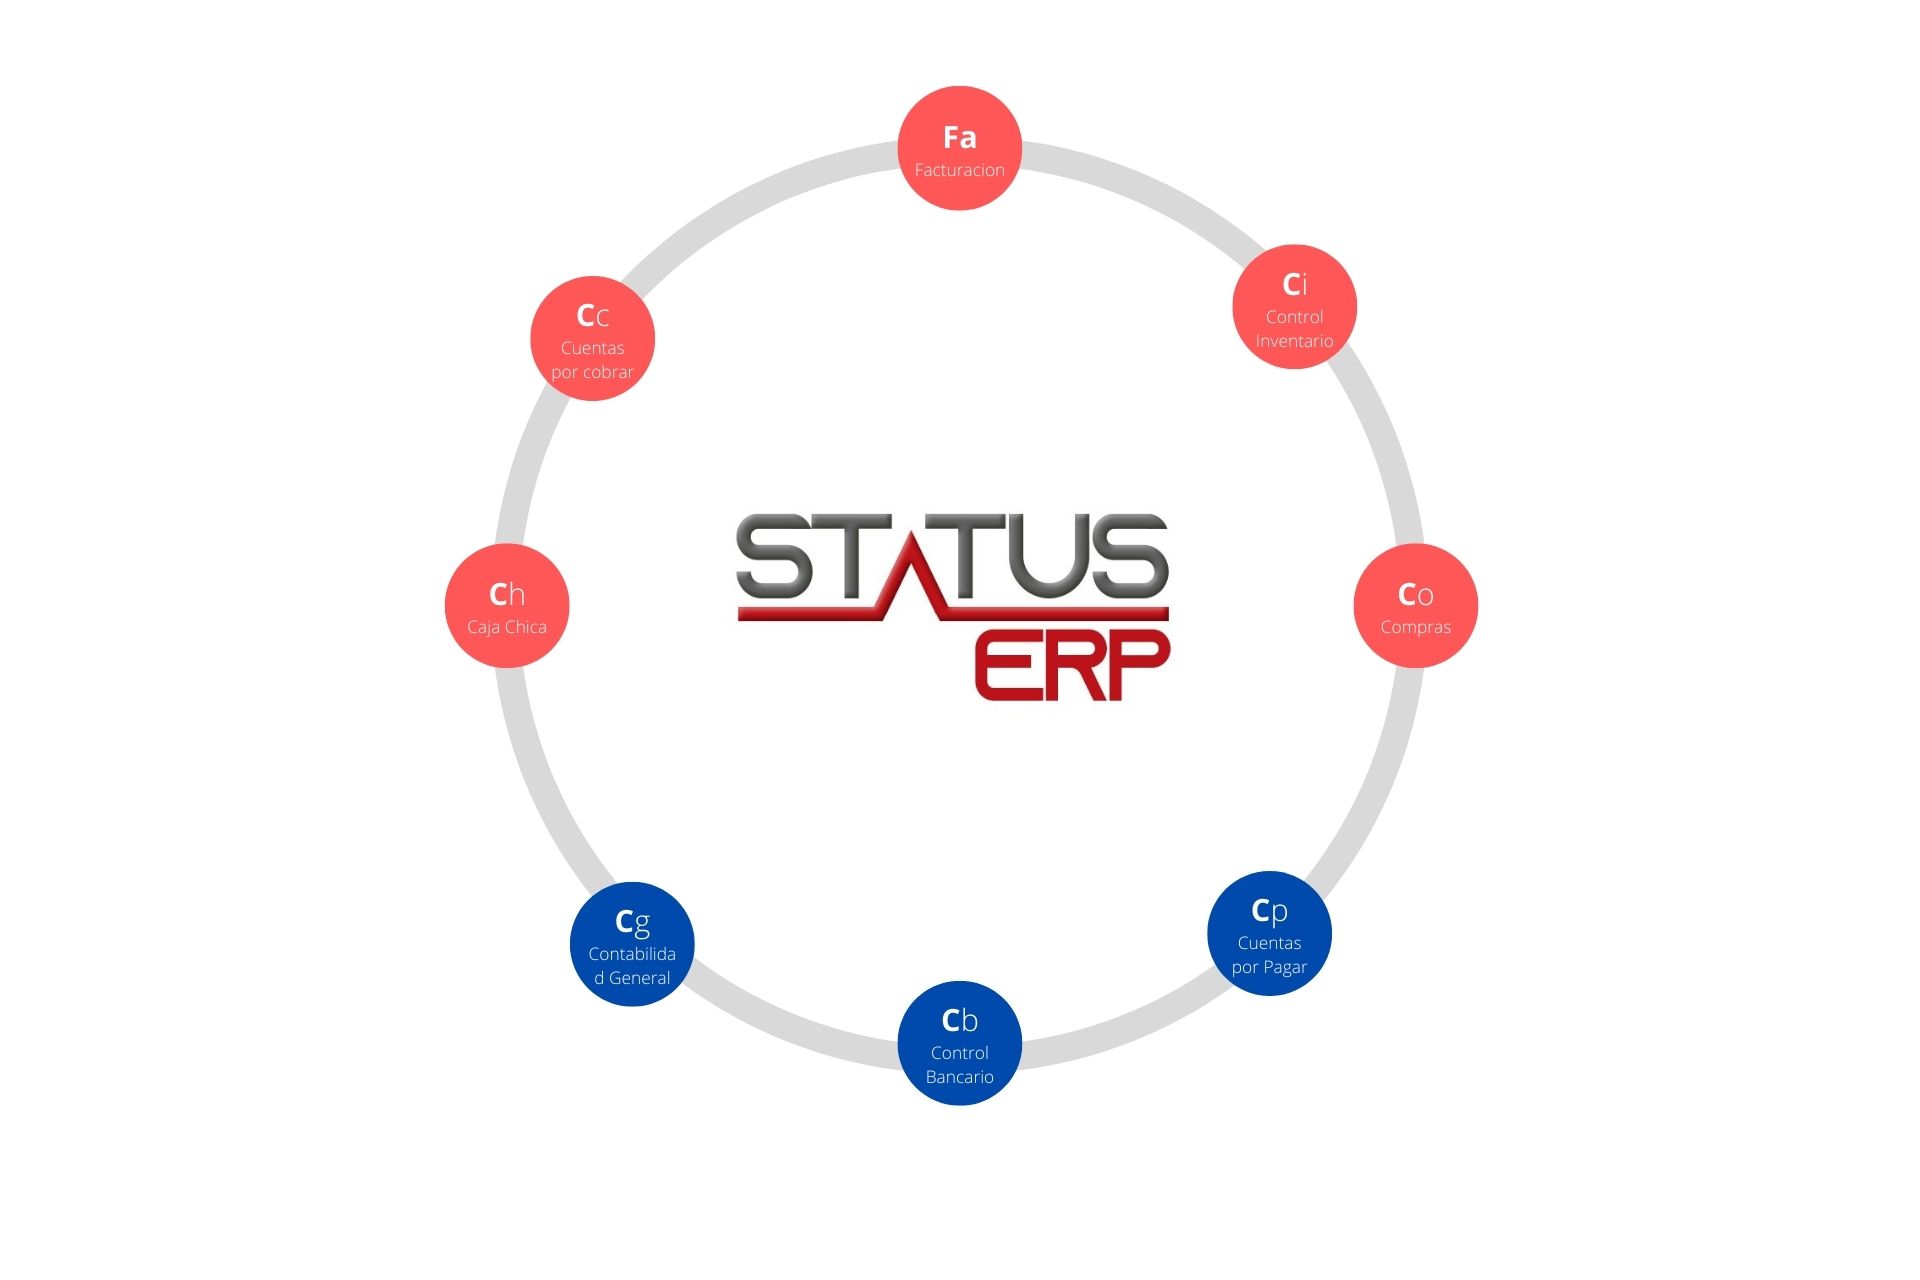 Fa
Facturacion
Ci
Control
Inventario
Cc
Cuentas
por cobrar
STATUS
ERP
Ch
Caja Chica
Co
Compras
Cp
Cuentas
por Pagar
Cg
Contabilida
d General
Cb
Control
Bancario